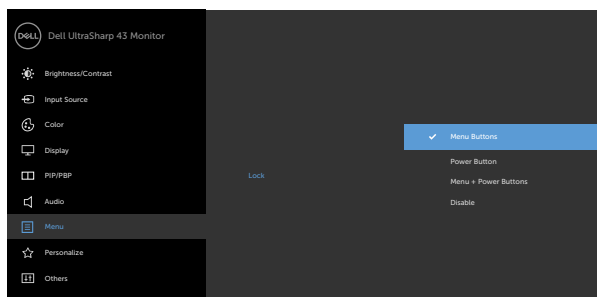 DELL
Dell UltraSharp 43 Monitor
Brightness/Contrast
Input Source
Color
Display
PIP/PBP
Audio
Menu
Personalize
Others
Lock
Menu Buttons
Power Button
Menu + Power Buttons
Disable